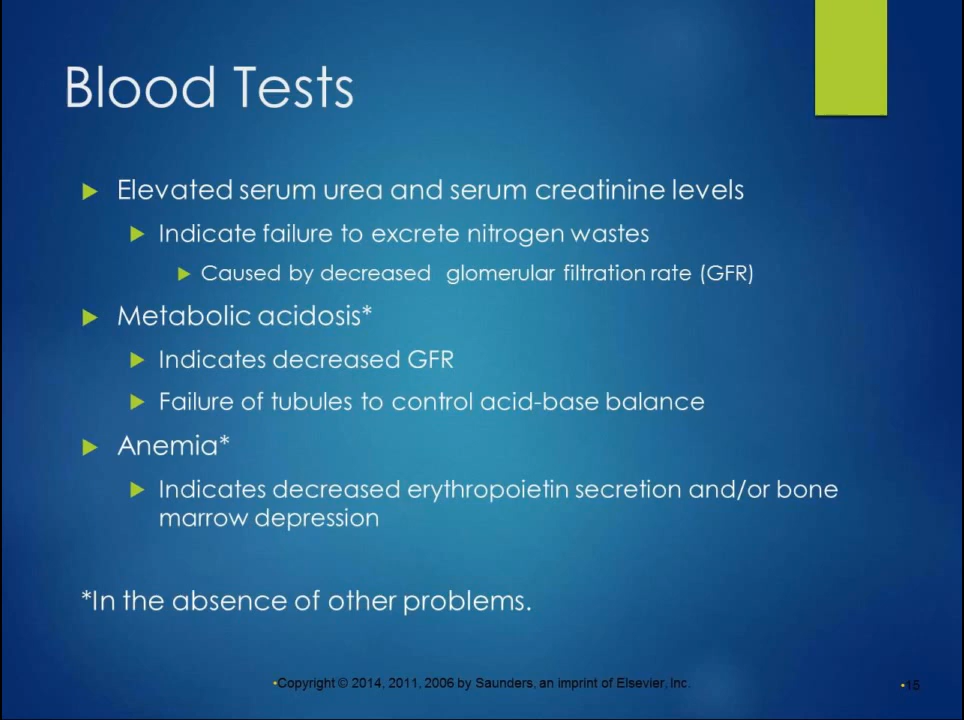 Blood Tests
Elevated serum urea and serum creatinine levels
Indicate failure to excrete nitrogen wastes
Caused by decreased glomerular filtration rate (GFR)
Metabolic acidosis*
Indicates decreased GFR
Failure of tubules to control acid-base balance
Anemia*
Indicates decreased erythropoietin secretion and/or bone
marrow depression
*In the absence of other problems.
•Copyright © 2014, 2011, 2006 by Saunders, an imprint of Elsevier, Inc.
•15